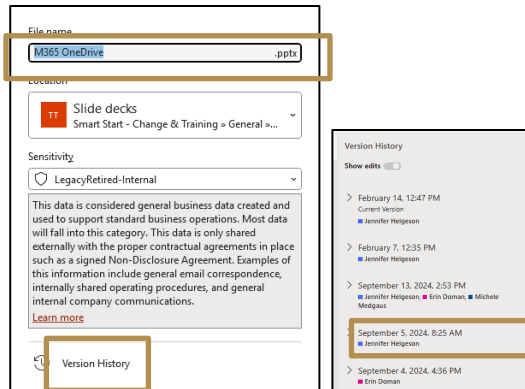 File name
M365 OneDrive .pptx
Location
TT
Slide decks
Smart Start - Change & Training » General »...
Sensitivity
LegacyRetired-Internal
This data is considered general business data created and
used to support standard business operations. Most data
will fall into this category. This data is only shared
externally with the proper contractual agreements in place
such as a signed Non-Disclosure Agreement. Examples of
this information include general email correspondence,
internally shared operating procedures, and general
internal company communications.
Learn more
Version History
Version History
Show edits
February 14, 12:47 PM
Current Version
Jennifer Helgeson
February 7, 12:35 PM
Jennifer Helgeson
September 13, 2024, 2:53 PM
Jennifer Helgeson, Erin Doman, Michele
Medgaus
September 5, 2024, 8:25 AM
Jennifer Helgeson
September 4, 2024, 4:36 PM
Erin Doman